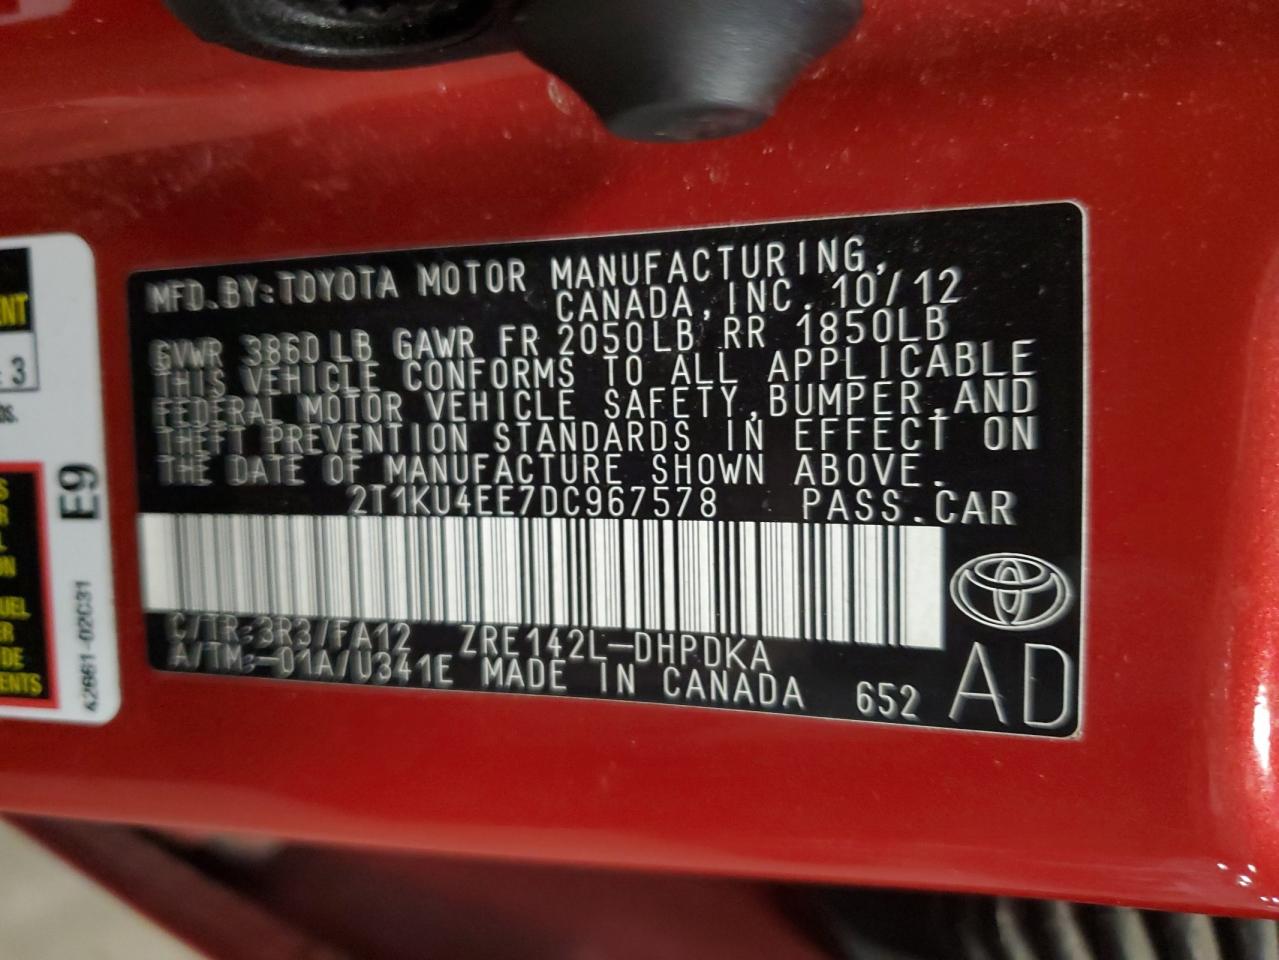 MFD.BY:TOYOTA MOTOR MANUFACTURING,
CANADA,INC. 10/12
GVWR 3860 LB GAWR FR 2050LB RR 1850LB
THIS VEHICLE CONFORMS TO ALL APPLICABLE
FEDERAL MOTOR VEHICLE SAFETY,BUMPER,AND
THEFT PREVENTION STANDARDS IN EFFECT ON
THE DATE OF MANUFACTURE SHOWN ABOVE.
2T1KU4EE7DC967578 PASS.CAR
C/TR:3R3/FA12 ZRE142L-DHPDKA
A/TM:-01A/U341E MADE IN CANADA 652 AD
3
E9
42661-02C31